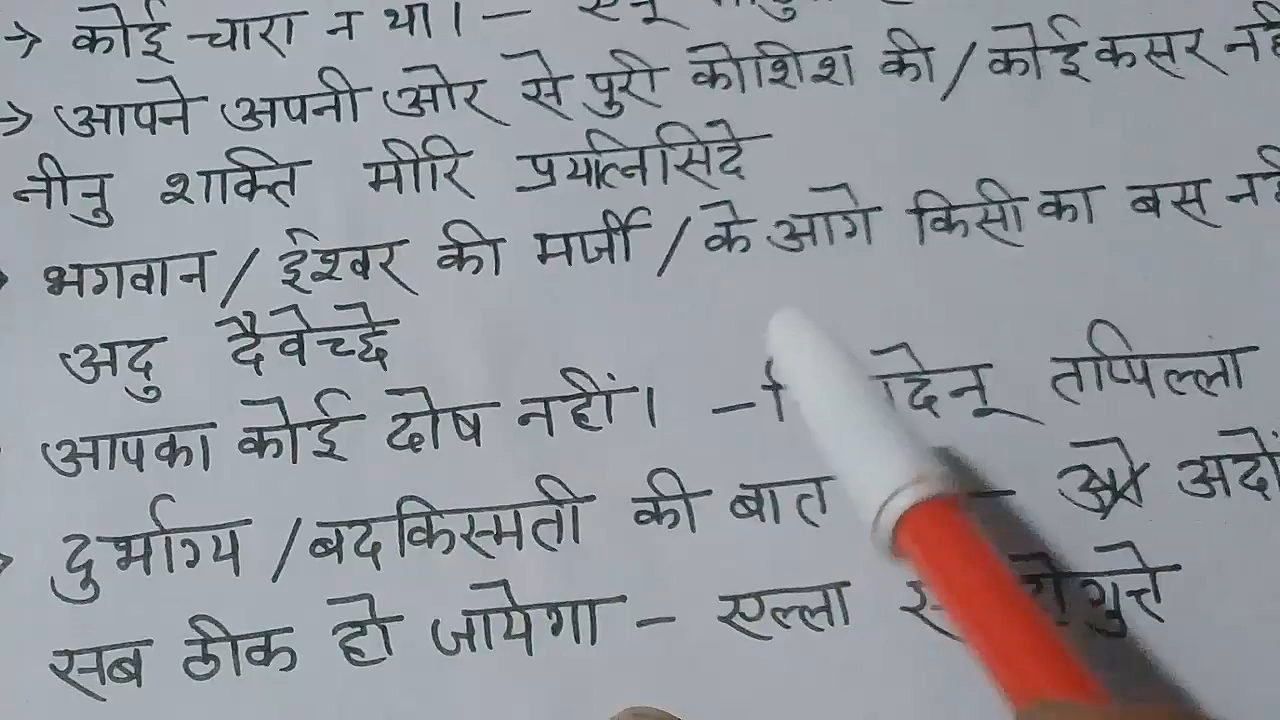 → कोई चारा न था। –
→ आपने अपनी ओर से पुरी कोशिश की / कोई कसर
नीनु शक्ति मीरि प्रयत्निसिदे
भगवान / ईश्वर की मर्जी / के आगे किसी का बस
अदु दैवेच्छे
आपका कोई दोष नहीं। – तप्पिल्ला
दुर्भाग्य / बदकिस्मती की बात –
सब ठीक हो जायेगा – एल्ला